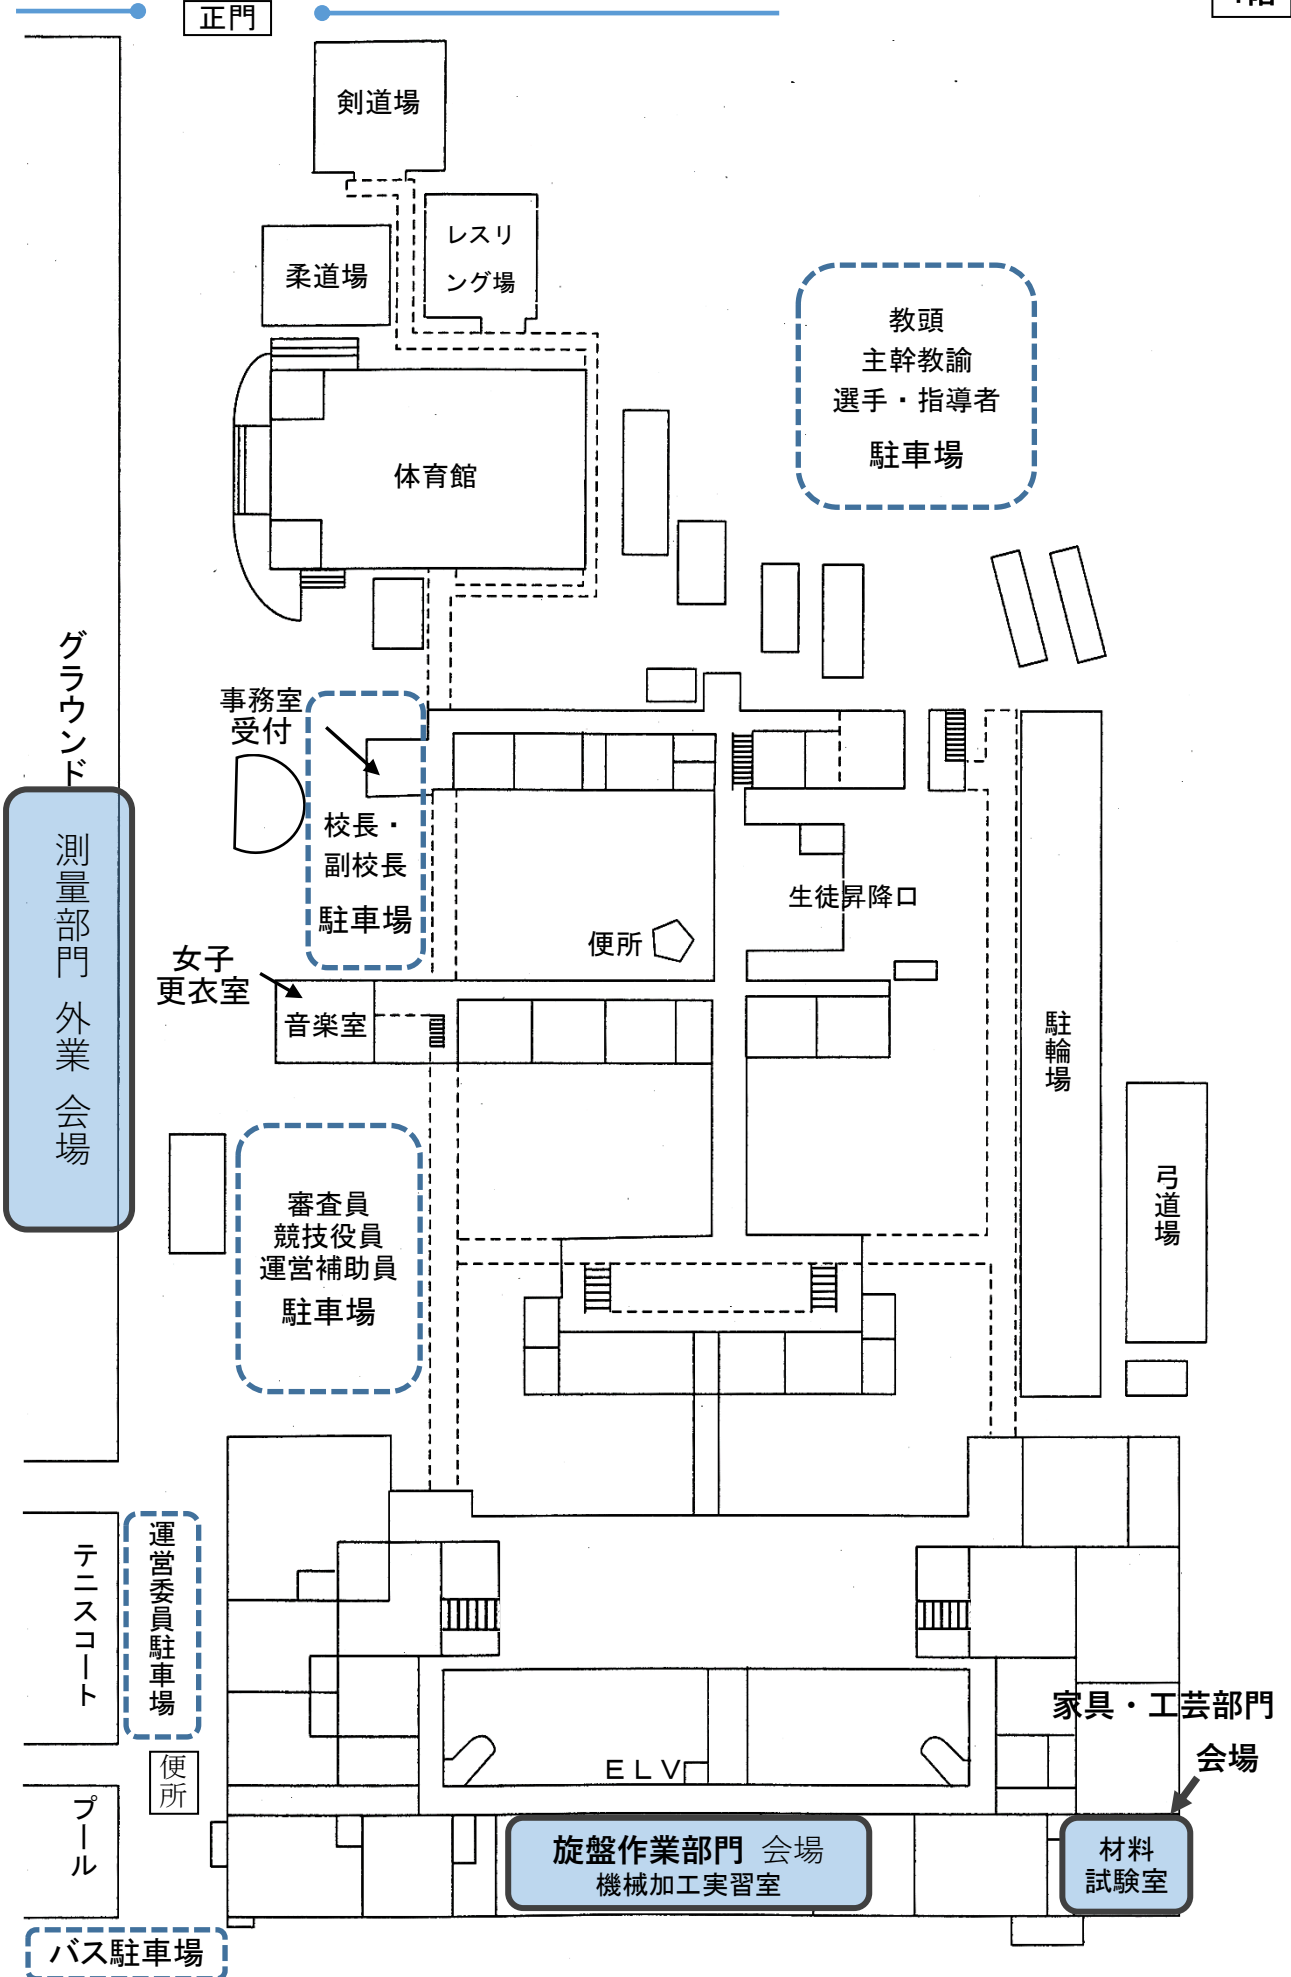 正門
剣道場
レスリ
ング場
柔道場
教頭
主幹教諭
選手・指導者
駐車場
体育館
グラウンド
事務室
受付
校長・
副校長
駐車場
生徒昇降口
便所
女子
更衣室
音楽室
測量部門 外業 会場
駐輪場
弓道場
審査員
競技役員
運営補助員
駐車場
テニスコート
運営委員駐車場
家具・工芸部門
会場
ELV
便所
プール
旋盤作業部門 会場
機械加工実習室
材料
試験室
バス駐車場